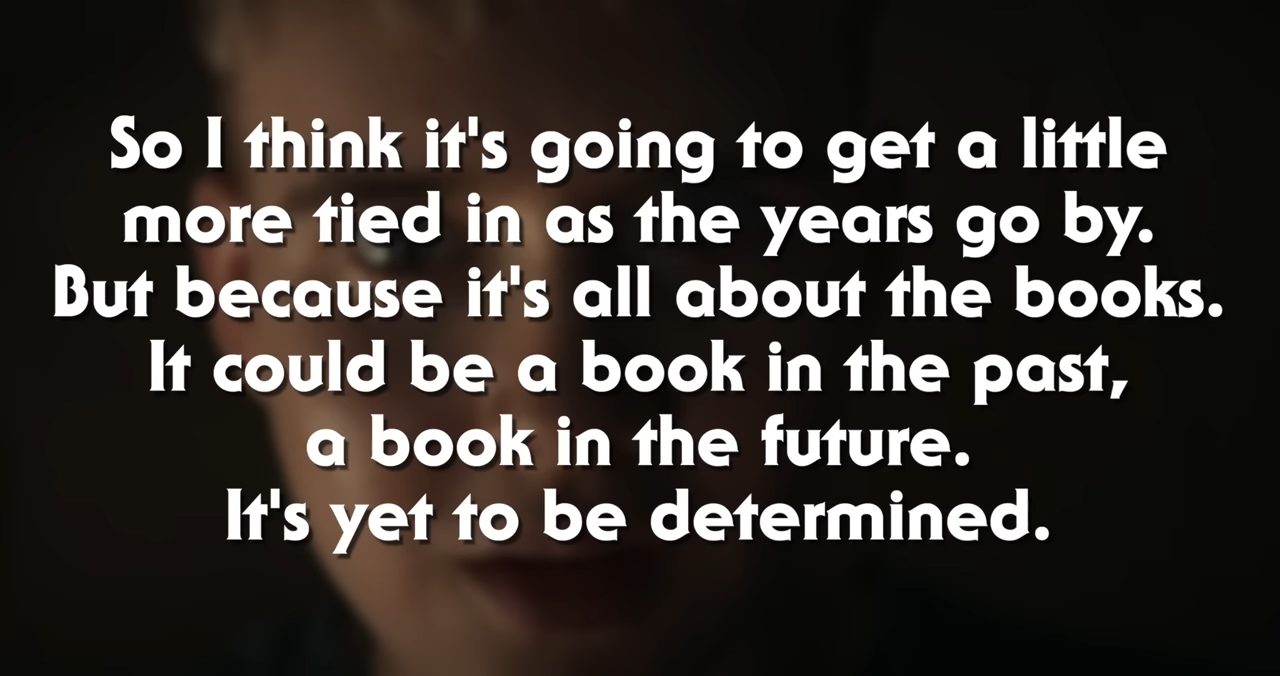 So I think it's going to get a little
more tied in as the years go by.
But because it's all about the books.
It could be a book in the past,
a book in the future.
It's yet to be determined.